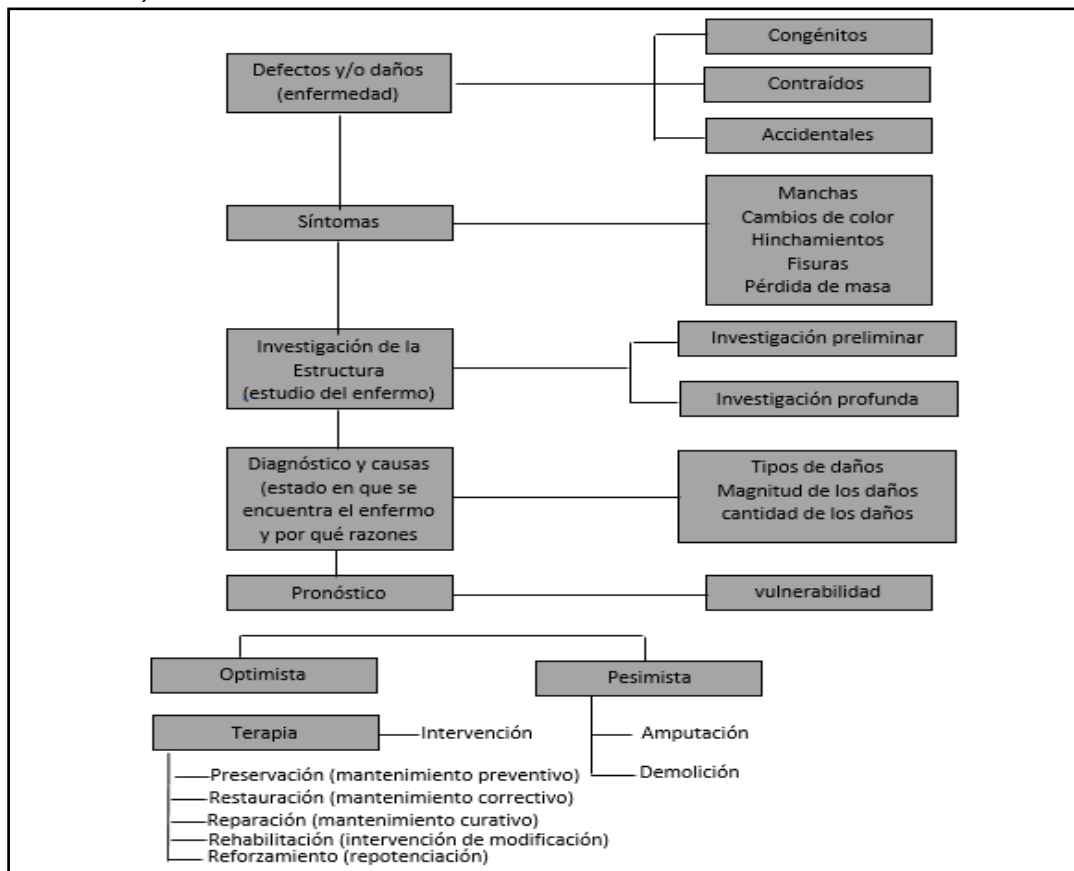 Congénitos
Defectos y/o daños
(enfermedad)
Contraídos
Accidentales
Síntomas
Manchas
Cambios de color
Hinchamientos
Fisuras
Pérdida de masa
Investigación de la
Estructura
(estudio del enfermo)
Investigación preliminar
Investigación profunda
Diagnóstico y causas
(estado en que se
encuentra el enfermo
y por qué razones
Tipos de daños
Magnitud de los daños
cantidad de los daños
Pronóstico
vulnerabilidad
Optimista
Pesimista
Terapia
Intervención
Amputación
Demolición
Preservación (mantenimiento preventivo)
Restauración (mantenimiento correctivo)
Reparación (mantenimiento curativo)
Rehabilitación (intervención de modificación)
Reforzamiento (repotenciación)